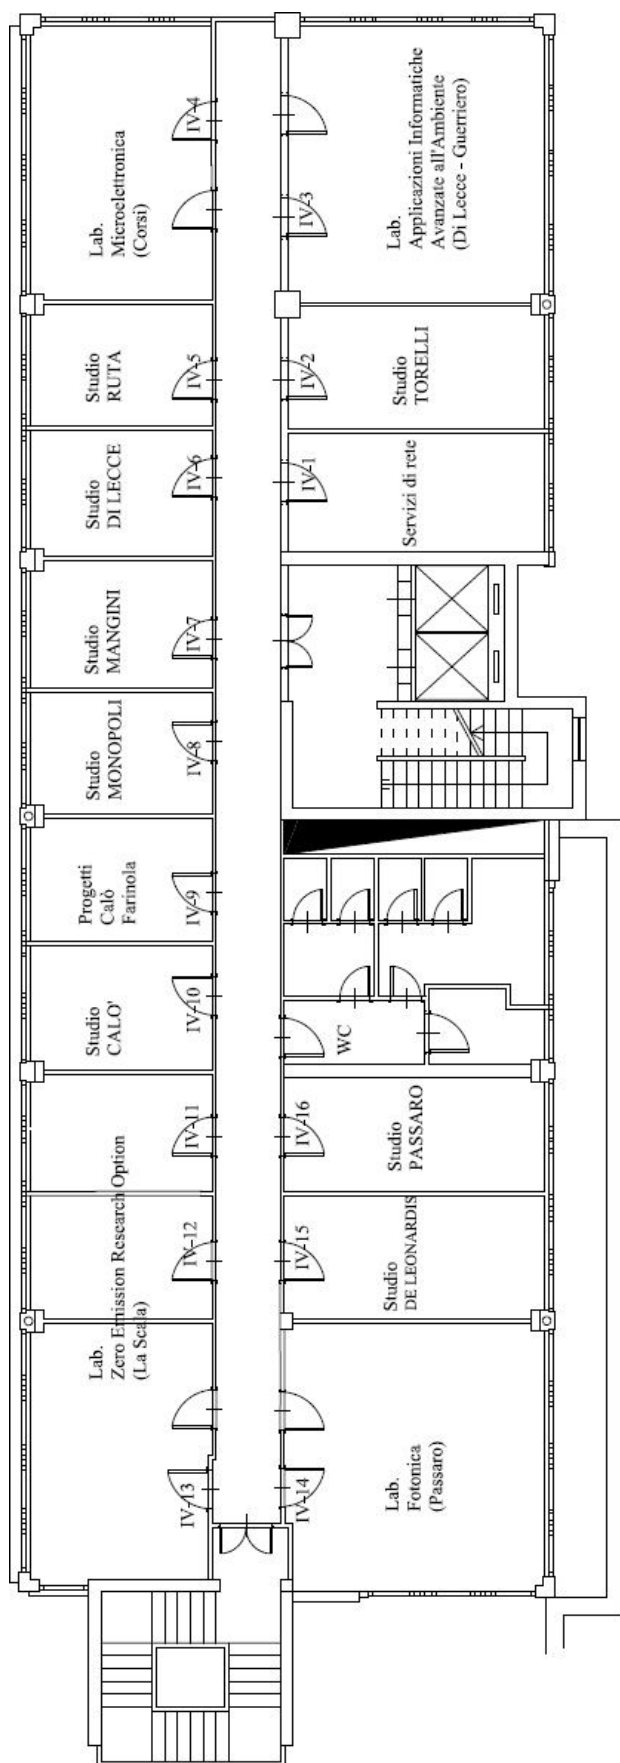 IV-4
Lab.
Microelettronica
(Corsi)
Lab.
Applicazioni Informatiche
Avanzate all'Ambiente
(Di Lecce - Guerriero)
IV-3
Studio
RUTA
IV-5
IV-2
Studio
TORELLI
Studio
DI LECCE
IV-6
IV-1
Servizi di rete
Studio
MANGINI
IV-7
Studio
MONOPOLI
IV-8
Progetti
Calò
Farinola
IV-9
Studio
CALO'
IV-10
WC
IV-11
IV-16
Studio
PASSARO
Lab.
Zero Emission Research Option
(La Scala)
IV-12
IV-15
Studio
DE LEONARDIS
IV-13
IV-14
Lab.
Fotonica
(Passaro)